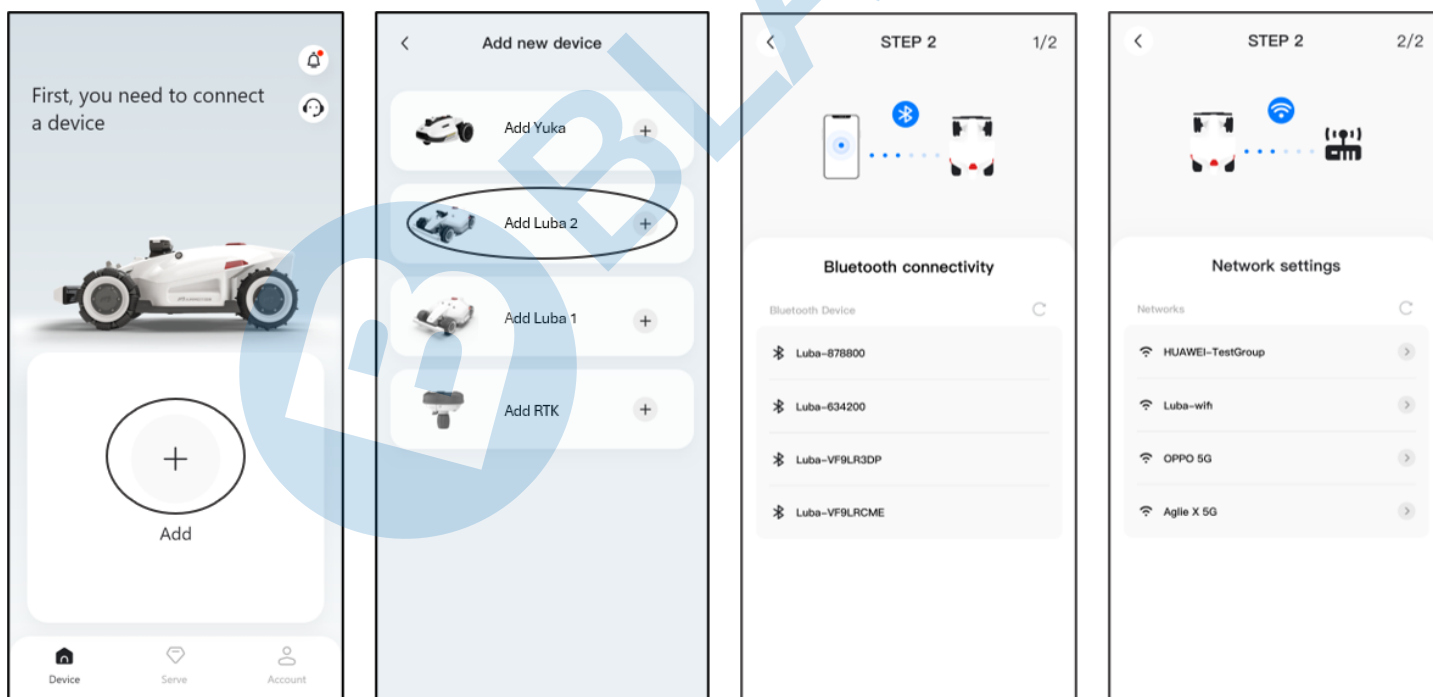 First, you need to connect
a device
Add
Device
Serve
Account
Add new device
Add Yuka
Add Luba 2
Add Luba 1
Add RTK
STEP 2
1/2
Bluetooth connectivity
Bluetooth Device
Luba-878800
Luba-634200
Luba-VF9LR3DP
Luba-VF9LRCME
STEP 2
2/2
Network settings
Networks
HUAWEI-TestGroup
Luba-wifi
OPPO 5G
Aglie X 5G